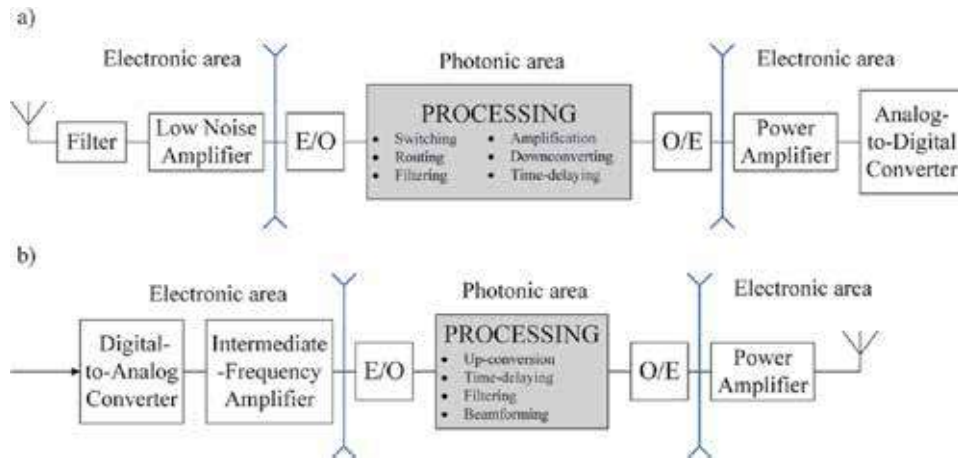 a)
Electronic area
Photonic area
Electronic area
Filter
Low Noise
Amplifier
E/O
PROCESSING
• Switching
• Routing
• Filtering
• Amplification
• Downconverting
• Time-delaying
O/E
Power
Amplifier
Analog-
to-Digital
Converter
b)
Electronic area
Photonic area
Electronic area
Digital-
to-Analog
Converter
Intermediate
-Frequency
Amplifier
E/O
PROCESSING
• Up-conversion
• Time-delaying
• Filtering
• Beamforming
O/E
Power
Amplifier